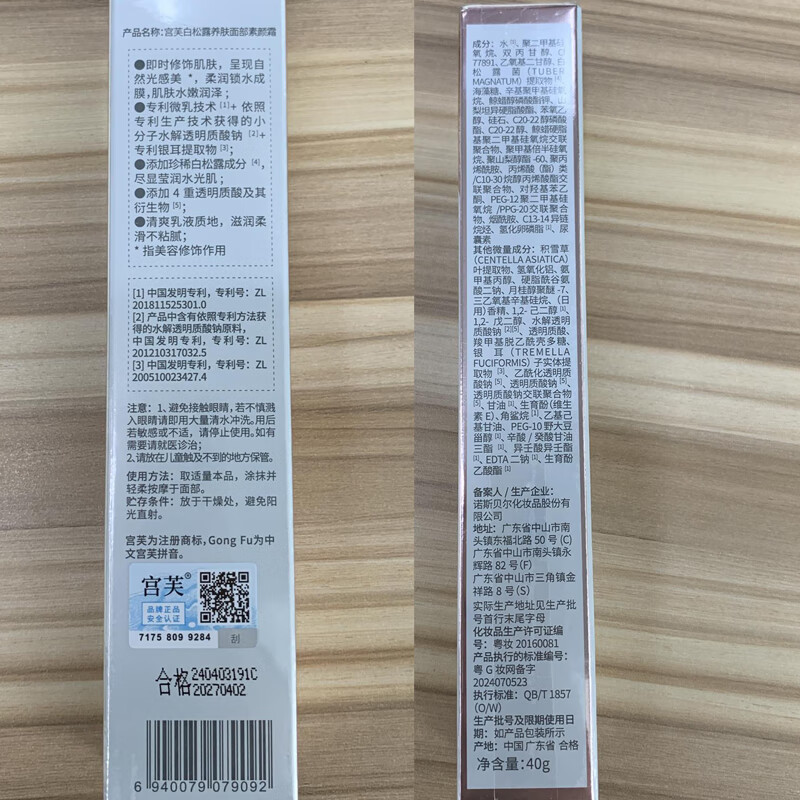 产品名称:宫芙白松露养肤面部素颜霜
●即时修饰肌肤,呈现自
然光感美 *,柔润锁水成
膜,肌肤水嫩润泽;
●专利微乳技术 [1]+ 依照
专利生产技术获得的小
分子水解透明质酸钠 [2]+
专利银耳提取物 [3];
●添加珍稀白松露成分 [4],
尽显莹润水光肌;
●添加 4 重透明质酸及其
衍生物 [5];
●清爽乳液质地,滋润柔
滑不粘腻;
* 指美容修饰作用
[1] 中国发明专利,专利号:ZL
201811525301.0
[2] 产品中含有依照专利方法获
得的水解透明质酸钠原料,
中国发明专利,专利号:ZL
201210317032.5
[3] 中国发明专利,专利号:ZL
200510023427.4
注意:1、避免接触眼睛,若不慎溅
入眼睛请即用大量清水冲洗。用后
若敏感或不适,请停止使用。如有
需要请就医诊治;
2、请放在儿童触及不到的地方保管。
使用方法:取适量本品,涂抹并
轻柔按摩于面部。
贮存条件:放于干燥处,避免阳
光直射。
宫芙为注册商标,Gong Fu为中
文宫芙拼音。
宫芙®
品牌正品
安全认证
7175 809 9284
刮
合格
240403191C
20270402
6 940079 079092
成分:水 [1]、聚二甲基硅
氧烷、双丙甘醇、CI
77891、乙氧基二甘醇、白
松露菌(TUBER
MAGNATUM)提取物 [4]、
海藻糖、辛基聚甲基硅
氧烷、鲸蜡醇磷酸酯钾、山
梨坦异硬脂酸酯、苯氧乙
醇、硅石、C20-22 醇磷酸
酯、C20-22 醇、鲸蜡硬脂
基聚二甲基硅氧烷交联
聚合物、聚甲基倍半硅氧
烷、聚山梨醇酯 -60、聚丙
烯酰胺、丙烯酸(酯)类
/C10-30 烷醇丙烯酸酯交
联聚合物、对羟基苯乙
酮、PEG-12 聚二甲基硅
氧烷 /PPG-20 交联聚合
物、烟酰胺、C13-14 异链
烷烃、氢化卵磷脂 [1]、尿
囊素
其他微量成分:积雪草
(CENTELLA ASIATICA)
叶提取物、氢氧化铝、氨
甲基丙醇、硬脂酰谷氨
酸二钠、月桂醇聚醚 -7、
三乙氧基辛基硅烷、(日
用)香精、1,2- 己二醇 [1]、
1,2- 戊二醇、水解透明质
酸钠 [2][5]、透明质酸、
羧甲基脱乙酰壳多糖、
银耳(TREMELLA
FUCIFORMIS)子实体提
取物 [3]、乙酰化透明质
酸钠 [5]、透明质酸钠 [5]、
透明质酸钠交联聚合物
[5]、甘油 [1]、生育酚(维生
素 E)、角鲨烷 [1]、乙基己
基甘油、PEG-10 野大豆
甾醇 [1]、辛酸 / 癸酸甘油
三酯 [1]、异壬酸异壬酯
[1]、EDTA 二钠 [1]、生育酚
乙酸酯 [1]
备案人 / 生产企业:
诺斯贝尔化妆品股份有
限公司
地址:广东省中山市南
头镇东福北路 50 号 (C)
广东省中山市南头镇永
辉路 82 号(F)
广东省中山市三角镇金
祥路 8 号(S)
实际生产地址见生产批
号首行末尾字母
化妆品生产许可证编
号:粤妆 20160081
产品执行的标准编号:
粤 G 妆网备字
2024070523
执行标准:QB/T 1857
(O/W)
生产批号及限期使用日
期:如产品包装所示
产地:中国 广东省 合格
净含量:40g